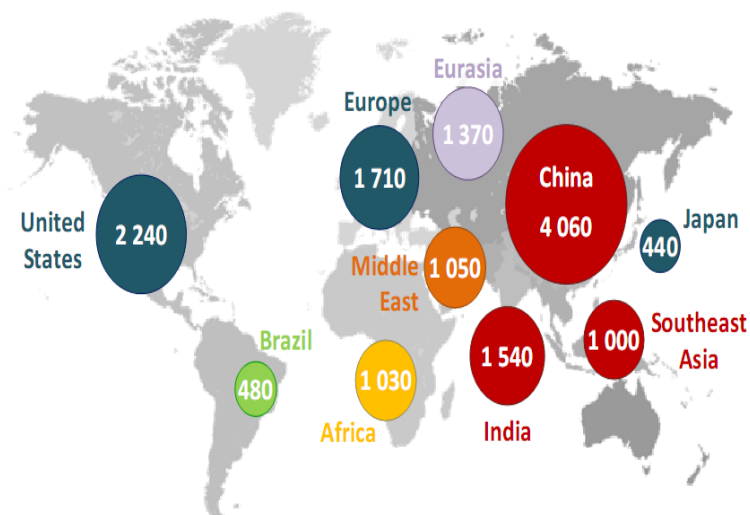 Eurasia
1 370
Europe
1 710
China
4 060
United
States
2 240
Japan
440
Middle
East
1 050
Southeast
Asia
1 000
Brazil
480
Africa
1 030
India
1 540